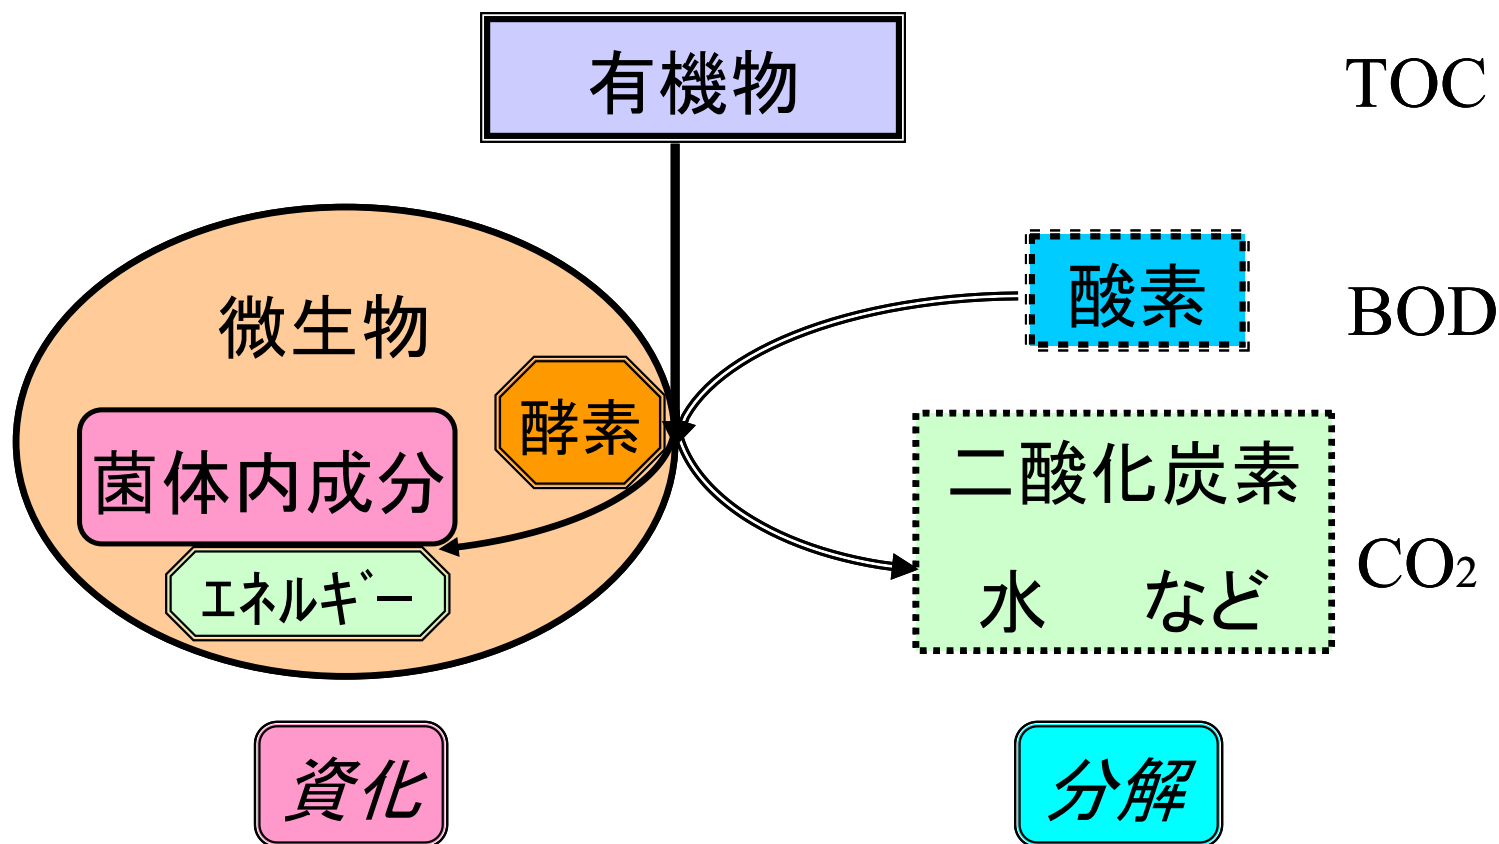 有機物
TOC
酸素
BOD
微生物
酵素
菌体内成分
エネルギー
二酸化炭素
水 など
CO₂
資化
分解